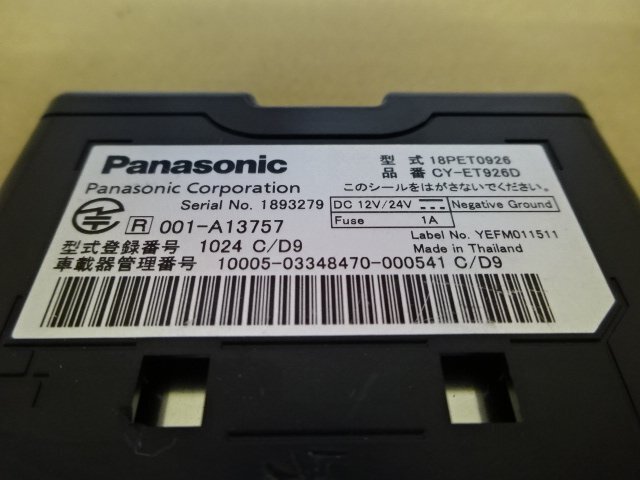 Panasonic
型 式 18PET0926
品 番 CY-ET926D
Panasonic Corporation
このシールをはがさないでください。
Serial No. 1893279
DC 12V/24V Negative Ground
Fuse 1A
R 001-A13757
Label No. YEFM011511
型式登録番号 1024 C/D9
Made in Thailand
車載器管理番号 10005-03348470-000541 C/D9